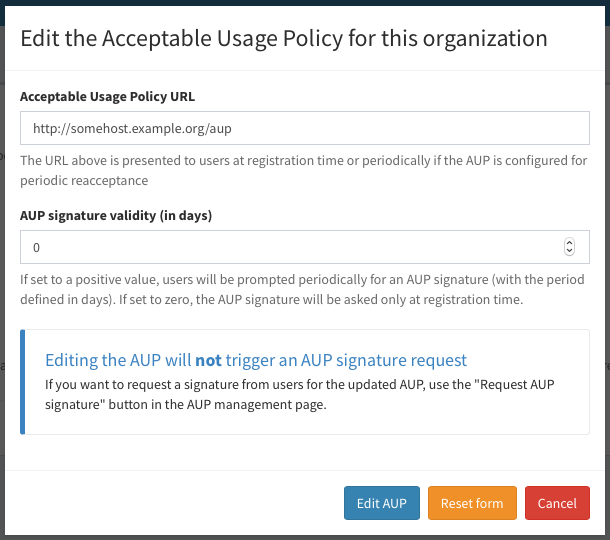 Edit the Acceptable Usage Policy for this organization
Acceptable Usage Policy URL
http://somehost.example.org/aup
The URL above is presented to users at registration time or periodically if the AUP is configured for
periodic reacceptance
AUP signature validity (in days)
0
If set to a positive value, users will be prompted periodically for an AUP signature (with the period
defined in days). If set to zero, the AUP signature will be asked only at registration time.
Editing the AUP will not trigger an AUP signature request
If you want to request a signature from users for the updated AUP, use the "Request AUP
signature" button in the AUP management page.
Edit AUP
Reset form
Cancel